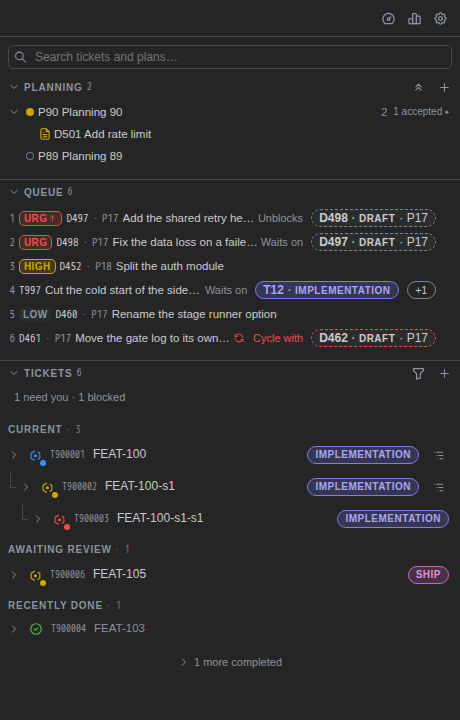 Search tickets and plans…
PLANNING 2
P90 Planning 90 2 1 accepted ▸
D501 Add rate limit
P89 Planning 89
QUEUE 6
1 URG ↑ D497 · P17 Add the shared retry he… Unblocks D498 · DRAFT · P17
2 URG D498 · P17 Fix the data loss on a faile… Waits on D497 · DRAFT · P17
3 HIGH D452 · P18 Split the auth module
4 T997 Cut the cold start of the side… Waits on T12 · IMPLEMENTATION +1
5 LOW D460 · P17 Rename the stage runner option
6 D461 · P17 Move the gate log to its own… Cycle with D462 · DRAFT · P17
TICKETS 6
1 need you · 1 blocked
CURRENT · 3
T900001 FEAT-100 IMPLEMENTATION
T900002 FEAT-100-s1 IMPLEMENTATION
T900003 FEAT-100-s1-s1 IMPLEMENTATION
AWAITING REVIEW · 1
T900006 FEAT-105 SHIP
RECENTLY DONE · 1
T900004 FEAT-103
1 more completed